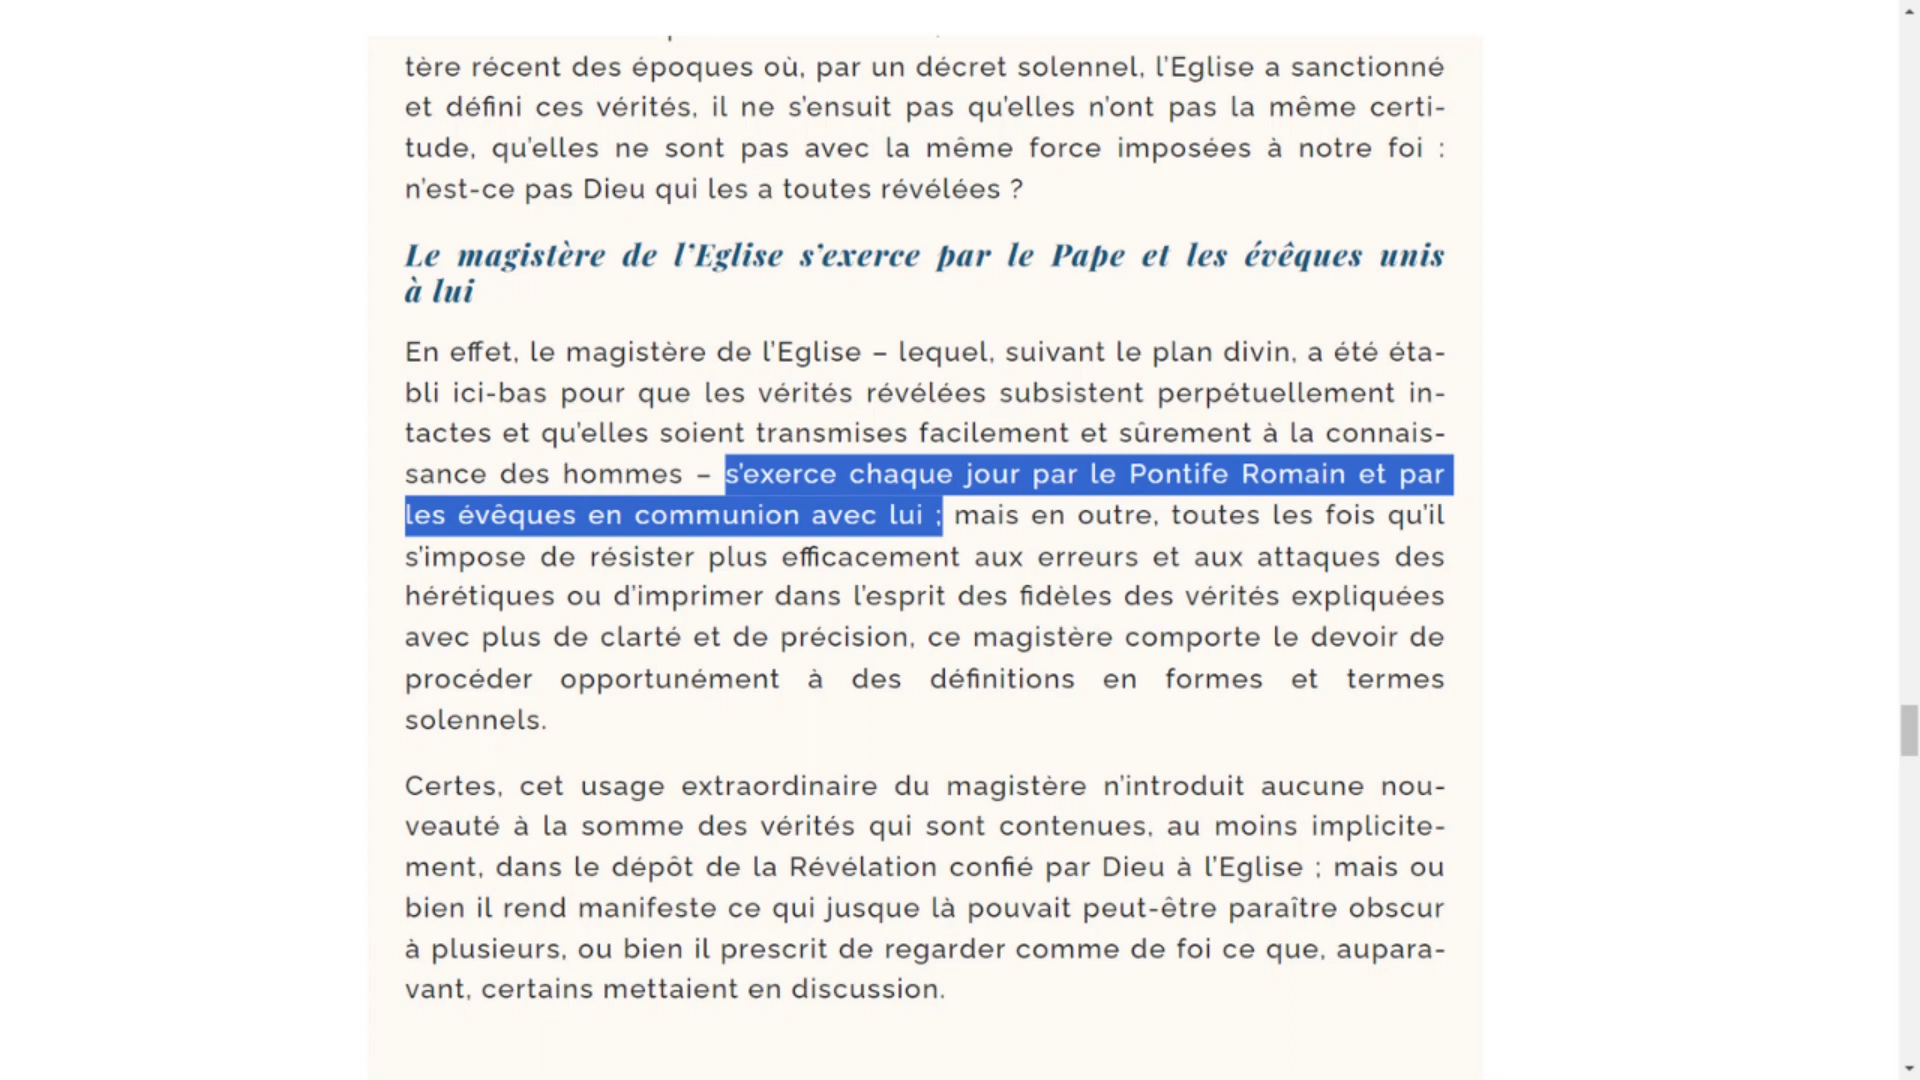 tère récent des époques où, par un décret solennel, l’Eglise a sanctionné
et défini ces vérités, il ne s’ensuit pas qu’elles n’ont pas la même certi-
tude, qu’elles ne sont pas avec la même force imposées à notre foi :
n’est-ce pas Dieu qui les a toutes révélées ?
Le magistère de l’Eglise s’exerce par le Pape et les évêques unis
à lui
En effet, le magistère de l’Eglise – lequel, suivant le plan divin, a été éta-
bli ici-bas pour que les vérités révélées subsistent perpétuellement in-
tactes et qu’elles soient transmises facilement et sûrement à la connais-
sance des hommes – s’exerce chaque jour par le Pontife Romain et par
les évêques en communion avec lui ; mais en outre, toutes les fois qu’il
s’impose de résister plus efficacement aux erreurs et aux attaques des
hérétiques ou d’imprimer dans l’esprit des fidèles des vérités expliquées
avec plus de clarté et de précision, ce magistère comporte le devoir de
procéder opportunément à des définitions en formes et termes
solennels.
Certes, cet usage extraordinaire du magistère n’introduit aucune nou-
veauté à la somme des vérités qui sont contenues, au moins implicite-
ment, dans le dépôt de la Révélation confié par Dieu à l’Eglise ; mais ou
bien il rend manifeste ce qui jusque là pouvait peut-être paraître obscur
à plusieurs, ou bien il prescrit de regarder comme de foi ce que, aupara-
vant, certains mettaient en discussion.